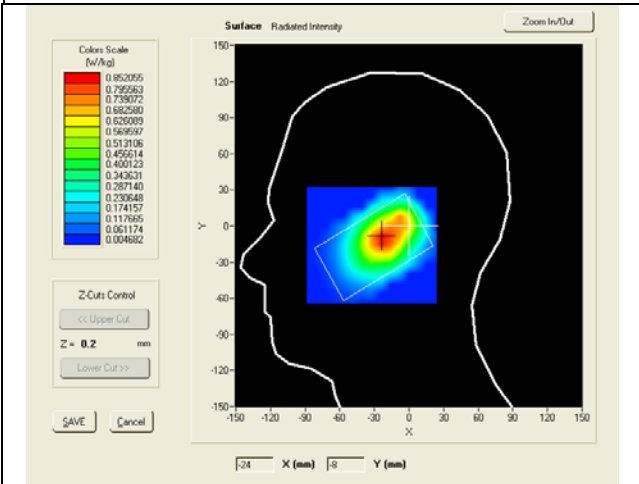 Surface Radiated Intensity
Zoom In/Out
Colors Scale
(W/kg)
0.852055
0.795563
0.739072
0.682580
0.626089
0.569597
0.513106
0.456614
0.400123
0.343631
0.287140
0.230648
0.174157
0.117665
0.061174
0.004682
Z-Cuts Control
<< Upper Cut
Z = 0.2 mm
Lower Cut >>
SAVE Cancel
150
120
90
60
30
0
-30
-60
-90
-120
-150
Y
-150 -120 -90 -60 -30 0 30 60 90 120 150
X
-24 X (mm) -8 Y (mm)